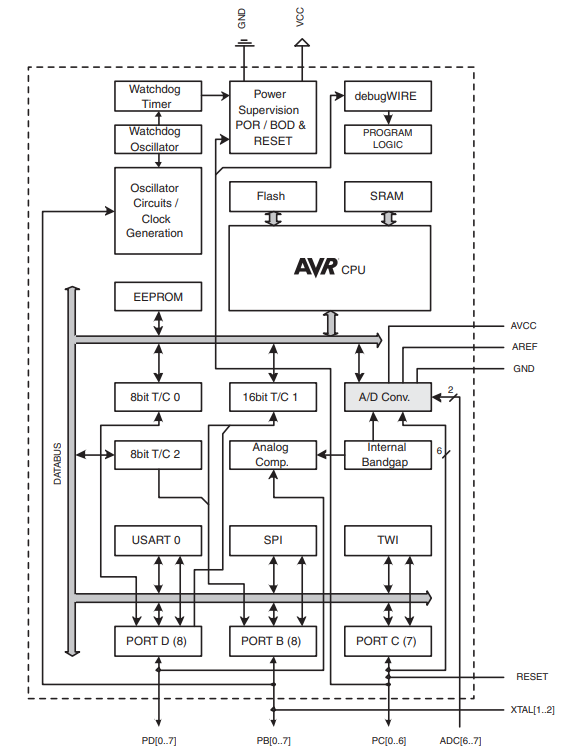 GND
VCC
Watchdog
Timer
Power
Supervision
POR / BOD &
RESET
debugWIRE
Watchdog
Oscillator
PROGRAM
LOGIC
Oscillator
Circuits /
Clock
Generation
Flash
SRAM
AVR CPU
EEPROM
AVCC
AREF
GND
8bit T/C 0
16bit T/C 1
A/D Conv.
2
DATABUS
8bit T/C 2
Analog
Comp.
Internal
Bandgap
6
USART 0
SPI
TWI
PORT D (8)
PORT B (8)
PORT C (7)
RESET
XTAL[1..2]
PD[0..7]
PB[0..7]
PC[0..6]
ADC[6..7]